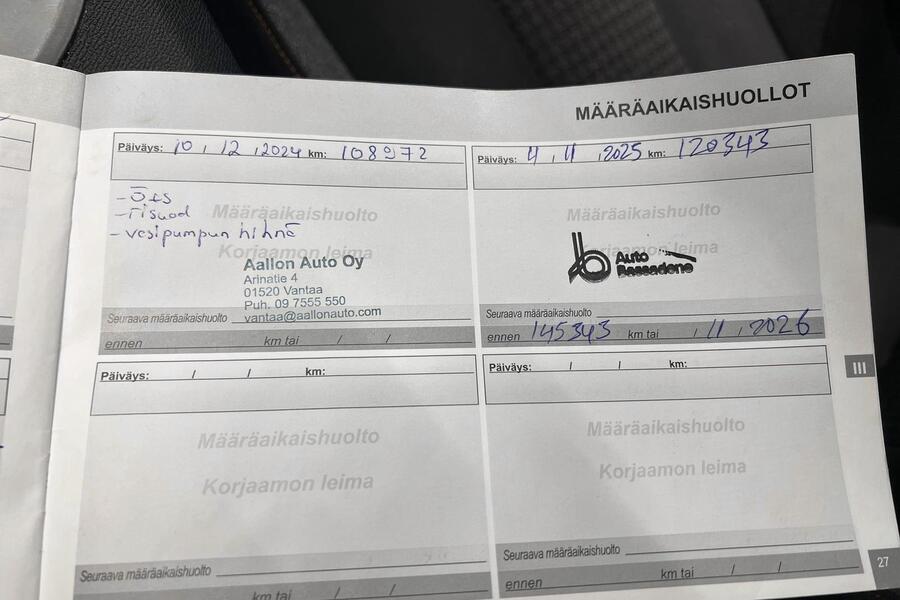 MÄÄRÄAIKAISHUOLLOT
Päiväys: 10 . 12 .2024 km: 108972
- Ö+s
- risuod
- vesipumpun hihna
Määräaikaishuolto
Korjaamon leima
Aallon Auto Oy
Arinatie 4
01520 Vantaa
Puh. 09 7555 550
vantaa@aallonauto.com
Seuraava määräaikaishuolto
ennen km tai / /
Päiväys: 4 . 11 .2025 km: 120343
Määräaikaishuolto
Korjaamon leima
Auto
Bassadone
Seuraava määräaikaishuolto
ennen 145343 km tai / 11 / 2026
Päiväys: / / km:
Määräaikaishuolto
Korjaamon leima
Seuraava määräaikaishuolto
km tai / /
Päiväys: / / km:
Määräaikaishuolto
Korjaamon leima
Seuraava määräaikaishuolto
ennen km tai / /
III
27